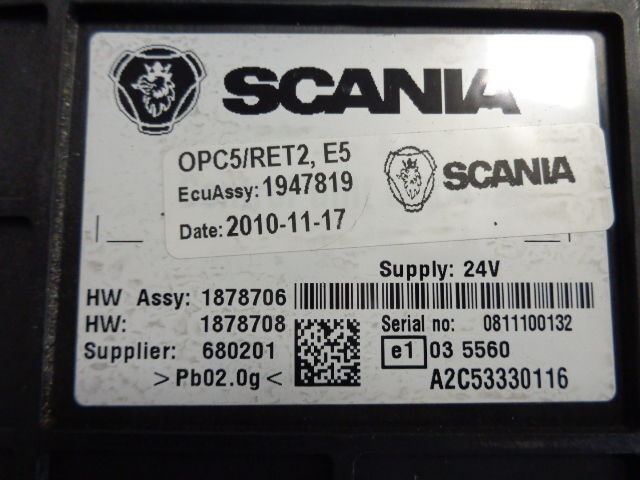 SCANIA
OPC5/RET2, E5
EcuAssy: 1947819
SCANIA
Date: 2010-11-17
Supply: 24V
HW Assy: 1878706
HW: 1878708
Serial no: 0811100132
Supplier: 680201
e1 03 5560
>Pb02.0g<
A2C53330116